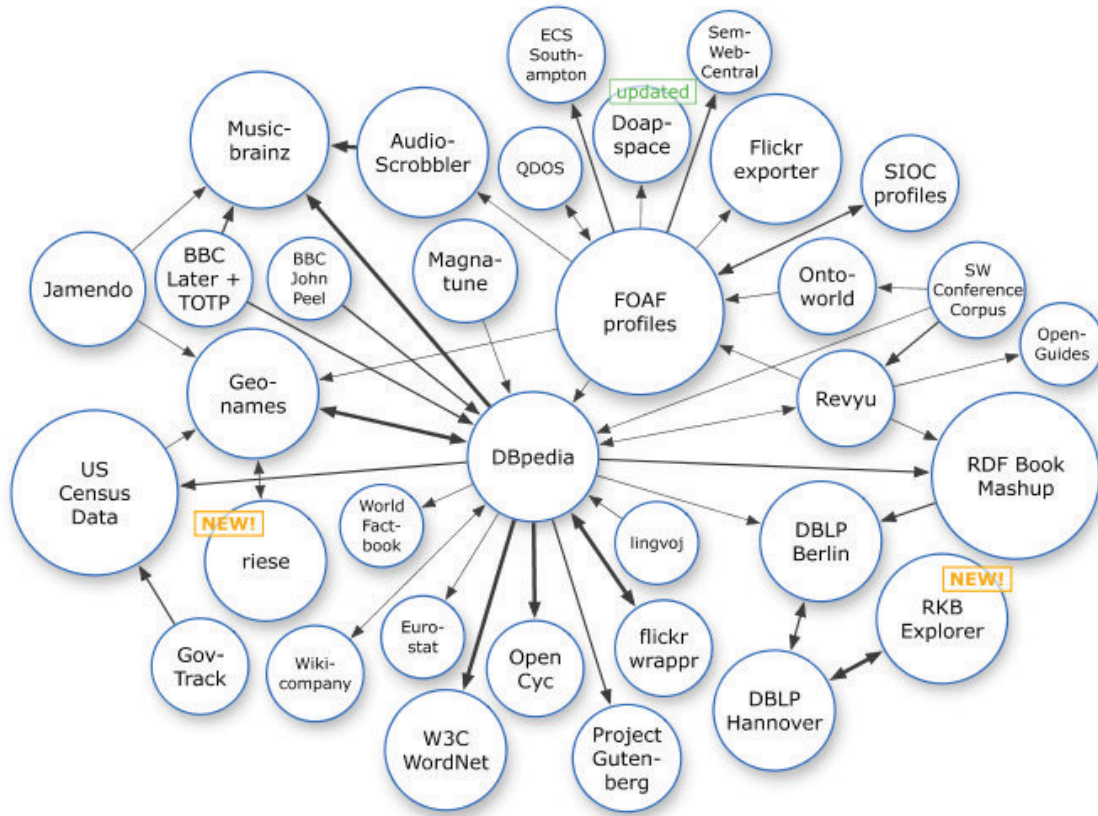 ECS
South-
ampton
Sem-
Web-
Central
updated
Doap-
space
Music-
brainz
Audio-
Scrobbler
QDOS
Flickr
exporter
SIOC
profiles
Jamendo
BBC
Later +
TOTP
BBC
John
Peel
Magna-
tune
FOAF
profiles
Onto-
world
SW
Conference
Corpus
Open-
Guides
Geo-
names
Revyu
DBpedia
US
Census
Data
RDF Book
Mashup
NEW!
riese
World
Fact-
book
lingvoj
DBLP
Berlin
NEW!
RKB
Explorer
Gov-
Track
Wiki-
company
Euro-
stat
Open
Cyc
flickr
wrappr
DBLP
Hannover
W3C
WordNet
Project
Guten-
berg